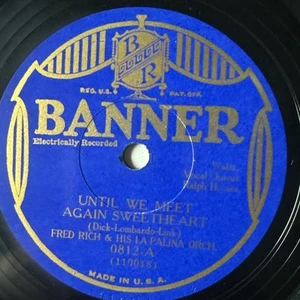 B
R
REG. U.S. PAT. OFF.
BANNER
Electrically Recorded
Waltz
Vocal Chorus
Ralph
UNTIL WE MEET
AGAIN SWEETHEART
(Dick-Lombardo-Link)
FRED RICH & HIS LA PALINA ORCH.
0812-A
MADE IN U.S.A.